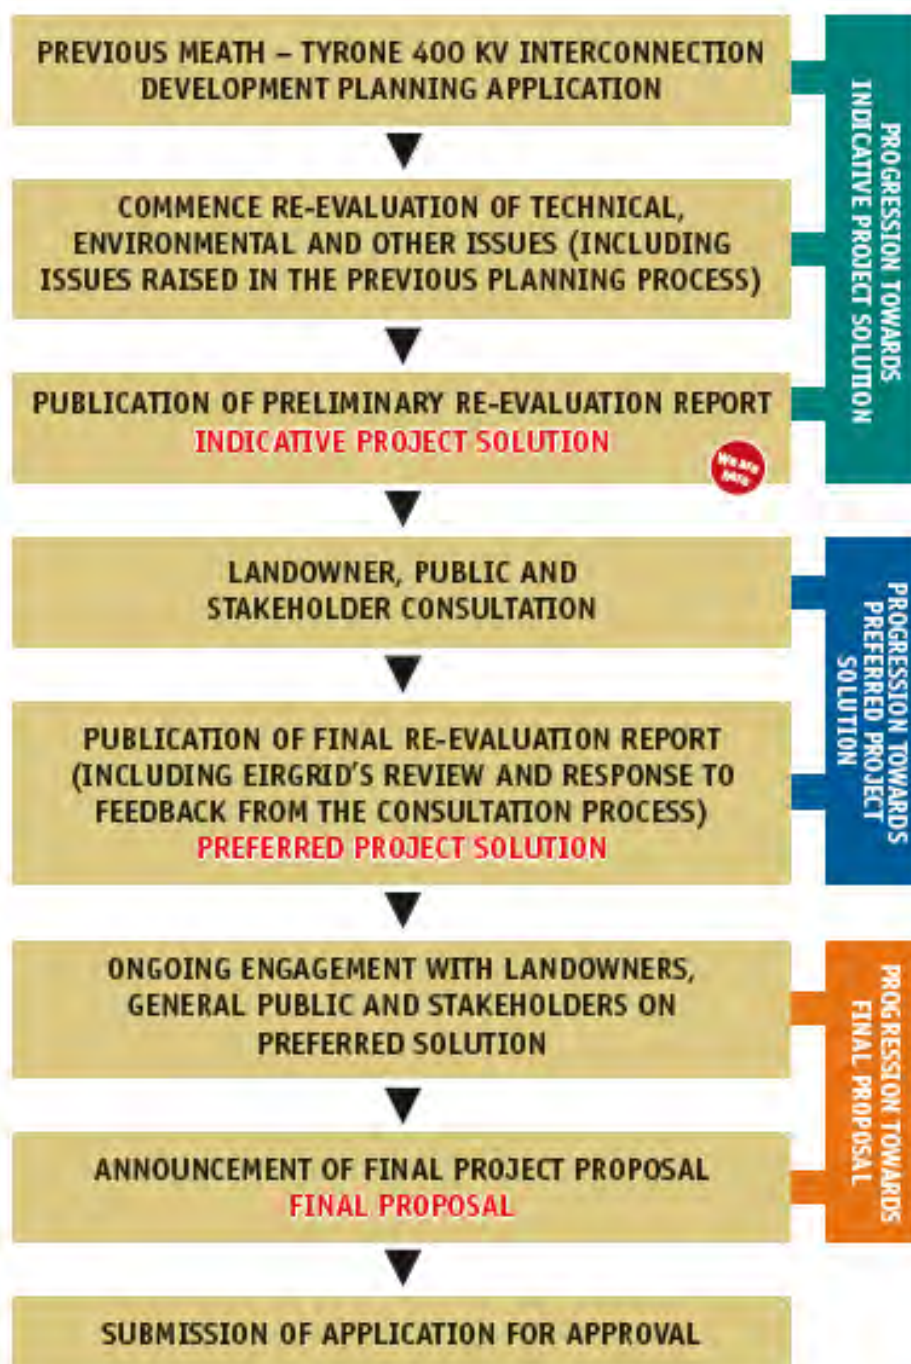 PREVIOUS MEATH – TYRONE 400 KV INTERCONNECTION
DEVELOPMENT PLANNING APPLICATION
COMMENCE RE-EVALUATION OF TECHNICAL,
ENVIRONMENTAL AND OTHER ISSUES (INCLUDING
ISSUES RAISED IN THE PREVIOUS PLANNING PROCESS)
PUBLICATION OF PRELIMINARY RE-EVALUATION REPORT
INDICATIVE PROJECT SOLUTION
We Are
PROGRESSION TOWARDS
INDICATIVE PROJECT SOLUTION
LANDOWNER, PUBLIC AND
STAKEHOLDER CONSULTATION
PUBLICATION OF FINAL RE-EVALUATION REPORT
(INCLUDING EIRGRID'S REVIEW AND RESPONSE TO
FEEDBACK FROM THE CONSULTATION PROCESS)
PREFERRED PROJECT SOLUTION
PROGRESSION TOWARDS
PREFERRED PROJECT
SOLUTION
ONGOING ENGAGEMENT WITH LANDOWNERS,
GENERAL PUBLIC AND STAKEHOLDERS ON
PREFERRED SOLUTION
ANNOUNCEMENT OF FINAL PROJECT PROPOSAL
FINAL PROPOSAL
PROGRESSION TOWARDS
FINAL PROPOSAL
SUBMISSION OF APPLICATION FOR APPROVAL